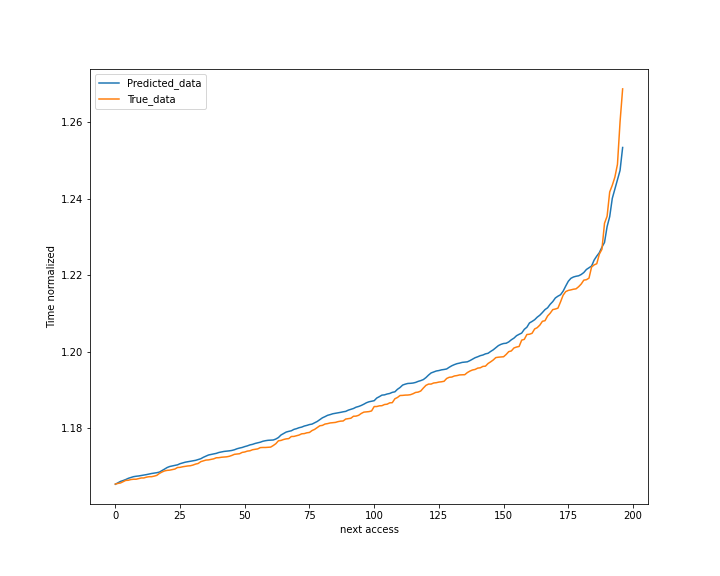 Predicted_data
True_data
1.26
1.24
1.22
1.20
1.18
Time normalized
0 25 50 75 100 125 150 175 200
next access